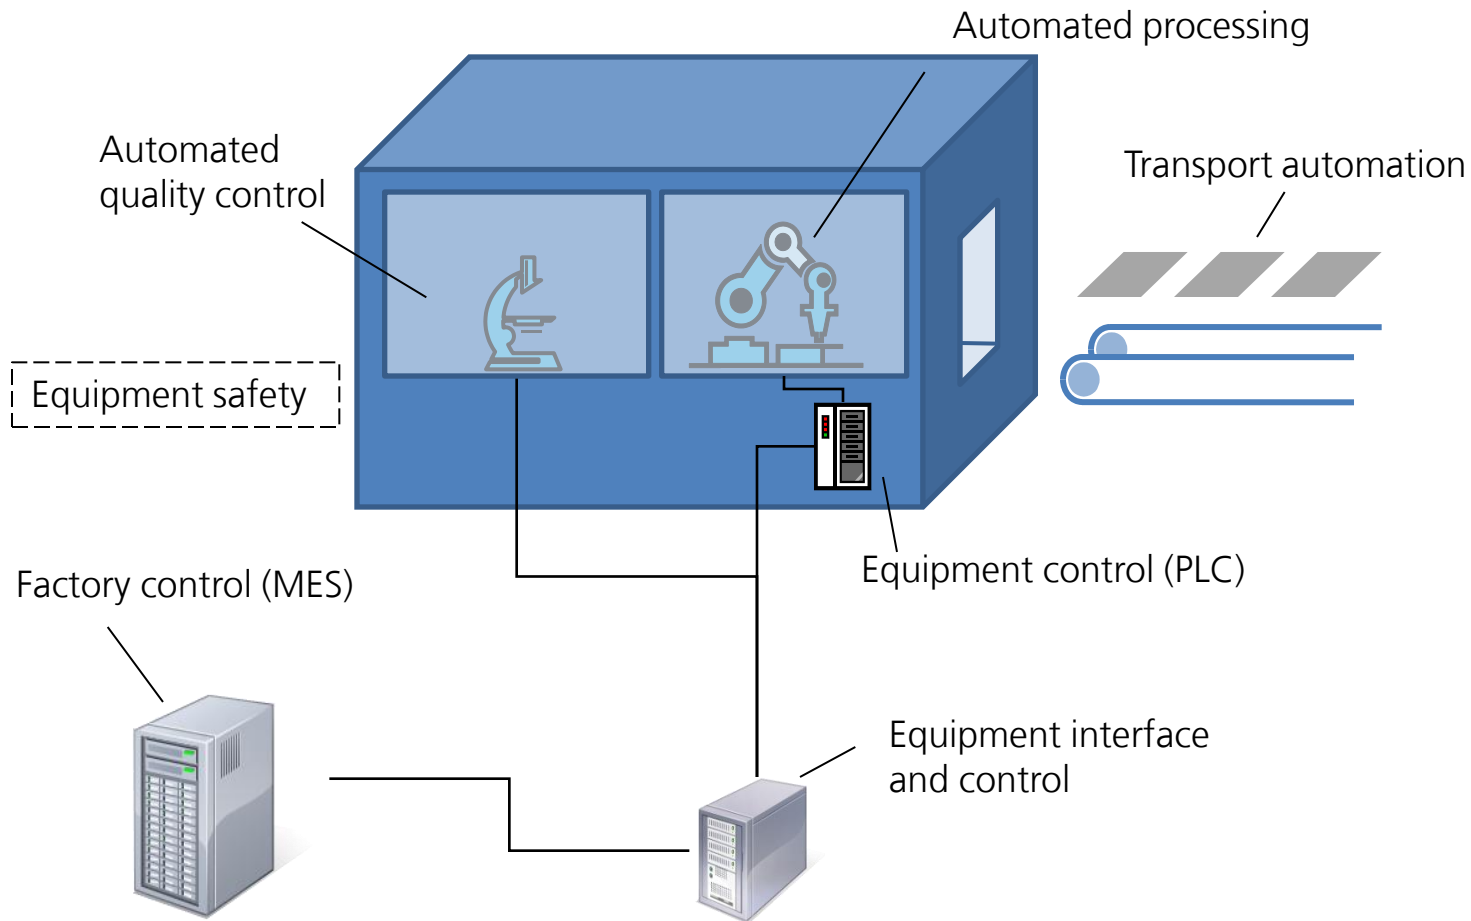 Automated processing
Automated
quality control
Transport automation
Equipment safety
Equipment control (PLC)
Factory control (MES)
Equipment interface
and control